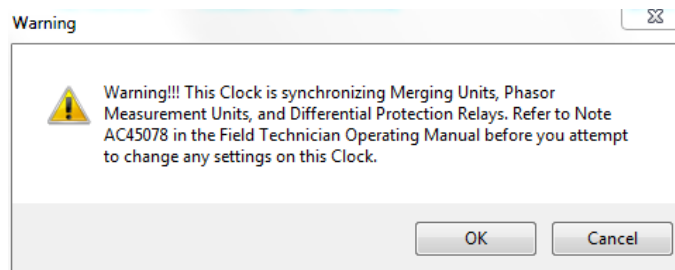 Warning
Warning!!! This Clock is synchronizing Merging Units, Phasor
Measurement Units, and Differential Protection Relays. Refer to Note
AC45078 in the Field Technician Operating Manual before you attempt
to change any settings on this Clock.
OK
Cancel